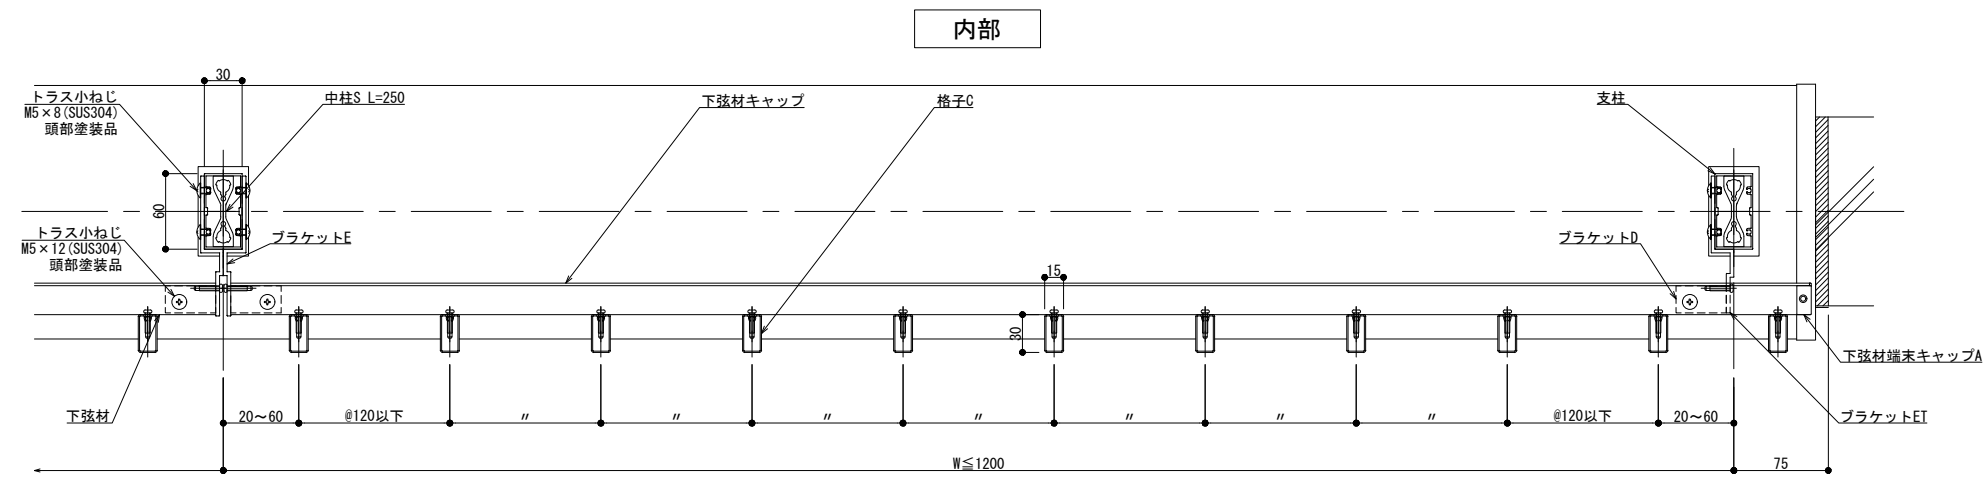 内部
30
トラス小ねじ
M5×8(SUS304)
頭部塗装品
中柱S L=250
下弦材キャップ
格子C
支柱
60
トラス小ねじ
M5×12(SUS304)
頭部塗装品
ブラケットE
ブラケットD
15
30
下弦材端末キャップA
下弦材
20～60
@120以下
〃
〃
〃
〃
〃
〃
〃
@120以下
20～60
ブラケットET
W≦1200
75